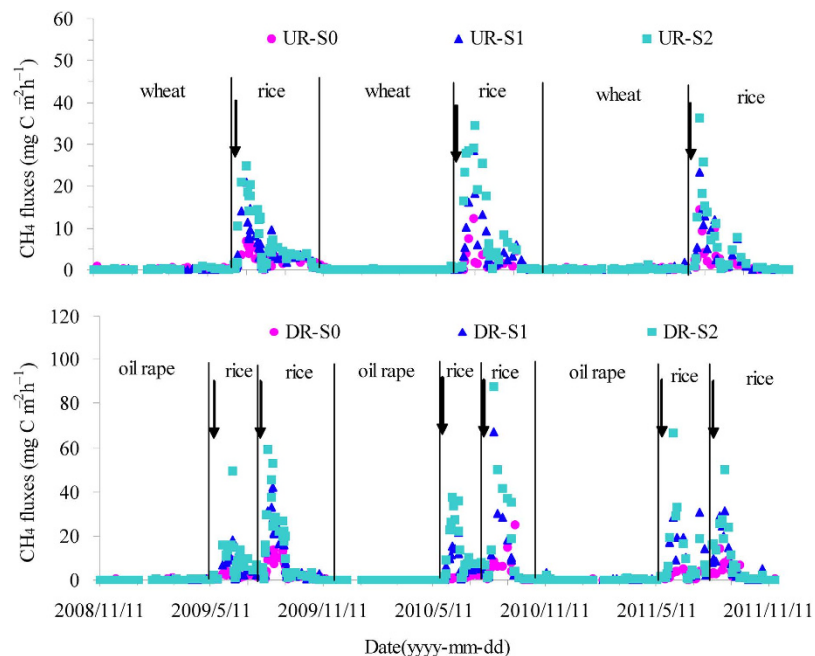 60
UR-S0 UR-S1 UR-S2
50
wheat rice wheat rice wheat rice
40
30
20
10
0
CH₄ fluxes (mg C m⁻²h⁻¹)
120
DR-S0 DR-S1 DR-S2
100
oil rape rice rice oil rape rice rice oil rape rice rice
80
60
40
20
0
CH₄ fluxes (mg C m⁻²h⁻¹)
2008/11/11 2009/5/11 2009/11/11 2010/5/11 2010/11/11 2011/5/11 2011/11/11
Date(yyyy-mm-dd)